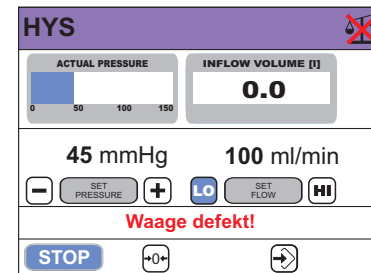 HYS
ACTUAL PRESSURE
INFLOW VOLUME [l]
0 50 100 150
0.0
45 mmHg
100 ml/min
SET
PRESSURE
LO
SET
FLOW
HI
Waage defekt!
STOP
0